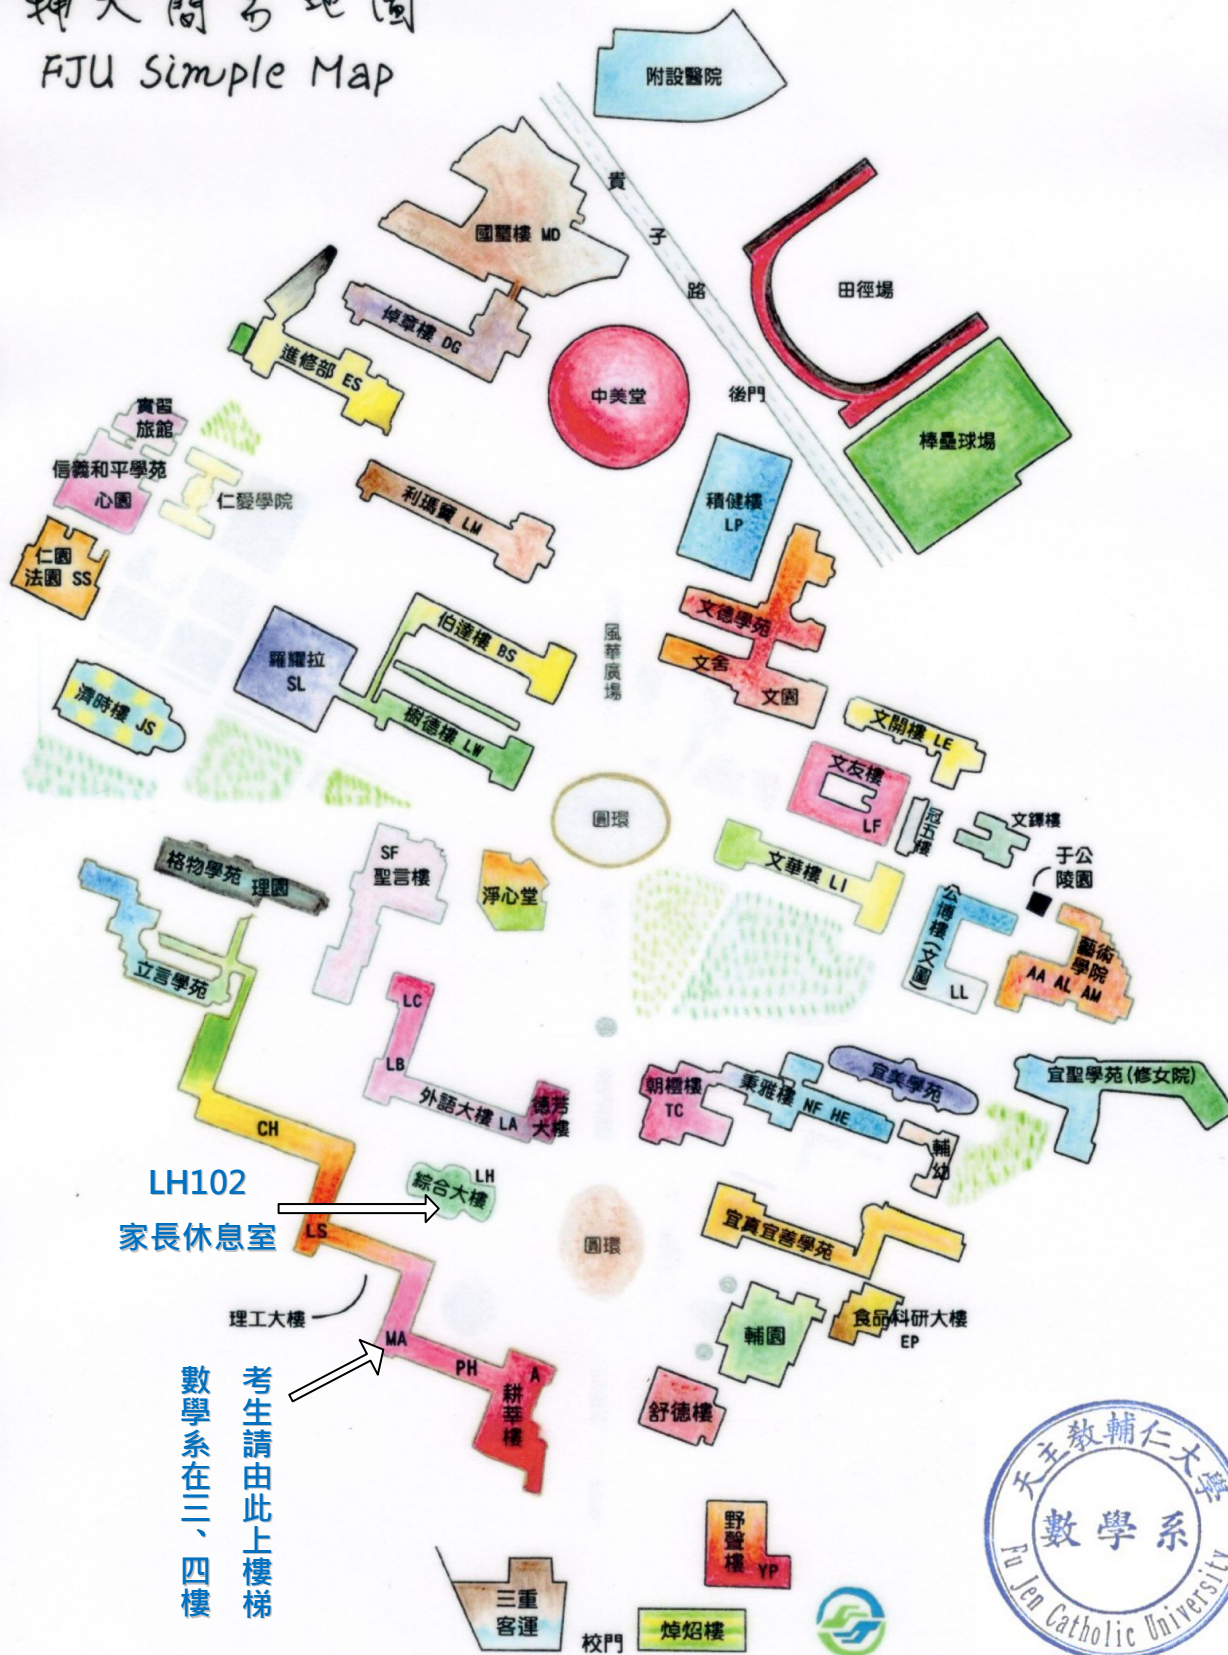 輔大簡易地圖
FJU Simple Map
附設醫院
貴子路
國璽樓 MD
田徑場
倬章樓 DG
進修部 ES
中美堂
後門
棒壘球場
實習
旅館
信義和平學苑
心園
仁愛學院
利瑪竇 LM
積健樓
LP
仁園
法園 SS
文德學苑
伯達樓 BS
風華廣場
羅耀拉
SL
文舍
文園
濟時樓 JS
樹德樓 LW
文開樓 LE
文友樓
LF
冠五樓
文鐸樓
圓環
格物學苑 理園
SF
聖言樓
淨心堂
文華樓 LI
于公
陵園
公博樓(文圖)
LL
藝術
學院
AA AL AM
立言學苑
LC
LB
外語大樓 LA
德芳
大樓
朝橒樓
TC
秉雅樓 NF HE
宜美學苑
宜聖學苑(修女院)
輔幼
CH
LH102
家長休息室
LH
綜合大樓
LS
圓環
宜真宜善學苑
理工大樓
MA
PH
A
耕莘樓
輔園
食品科研大樓
EP
舒德樓
考生請由此上樓梯
數學系在三、四樓
野聲樓
YP
三重
客運
校門
焯炤樓
天主教輔仁大學
數學系
Fu Jen Catholic University